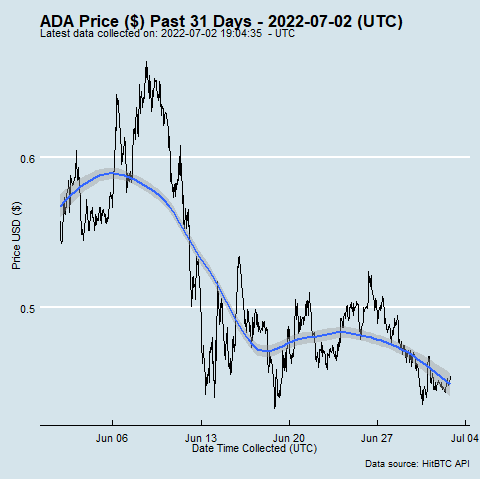 ADA Price ($) Past 31 Days - 2022-07-02 (UTC)
Latest data collected on: 2022-07-02 19:04:35  - UTC
0.6
Price USD ($)
0.5
Jun 06 Jun 13 Jun 20 Jun 27 Jul 04
Date Time Collected (UTC)
Data source: HitBTC API